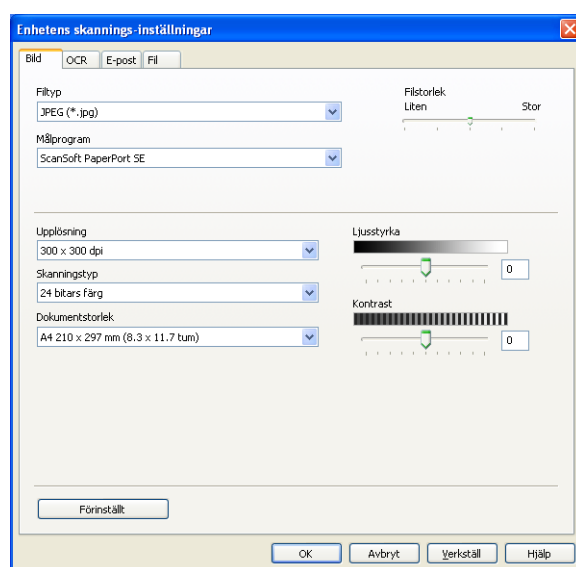 Enhetens skannings-inställningar
Bild OCR E-post Fil
Filtyp
JPEG (*.jpg)
Filstorlek
Liten Stor
Målprogram
ScanSoft PaperPort SE
Upplösning
300 x 300 dpi
Skanningstyp
24 bitars färg
Dokumentstorlek
A4 210 x 297 mm (8.3 x 11.7 tum)
Ljusstyrka
0
Kontrast
0
Förinställt
OK Avbryt Verkställ Hjälp